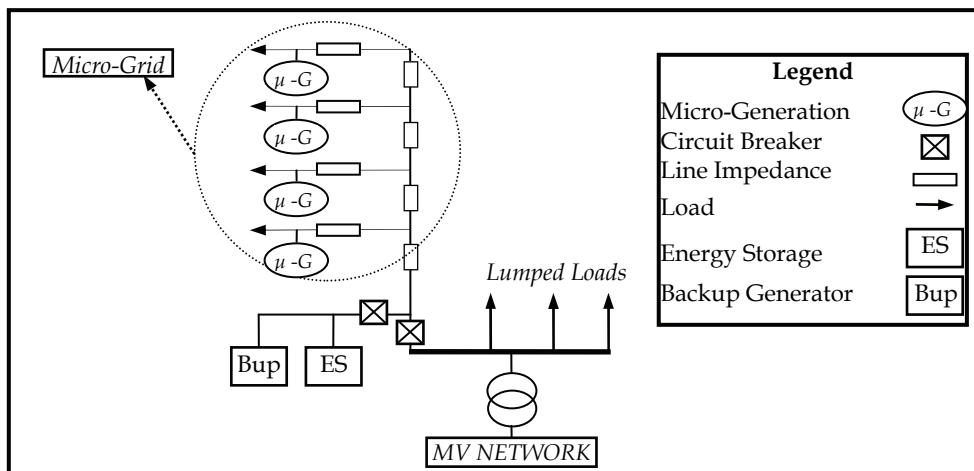 Micro-Grid
µ -G
µ -G
µ -G
µ -G
Lumped Loads
Bup
ES
MV NETWORK
Legend
Micro-Generation
µ -G
Circuit Breaker
Line Impedance
Load
Energy Storage
ES
Backup Generator
Bup